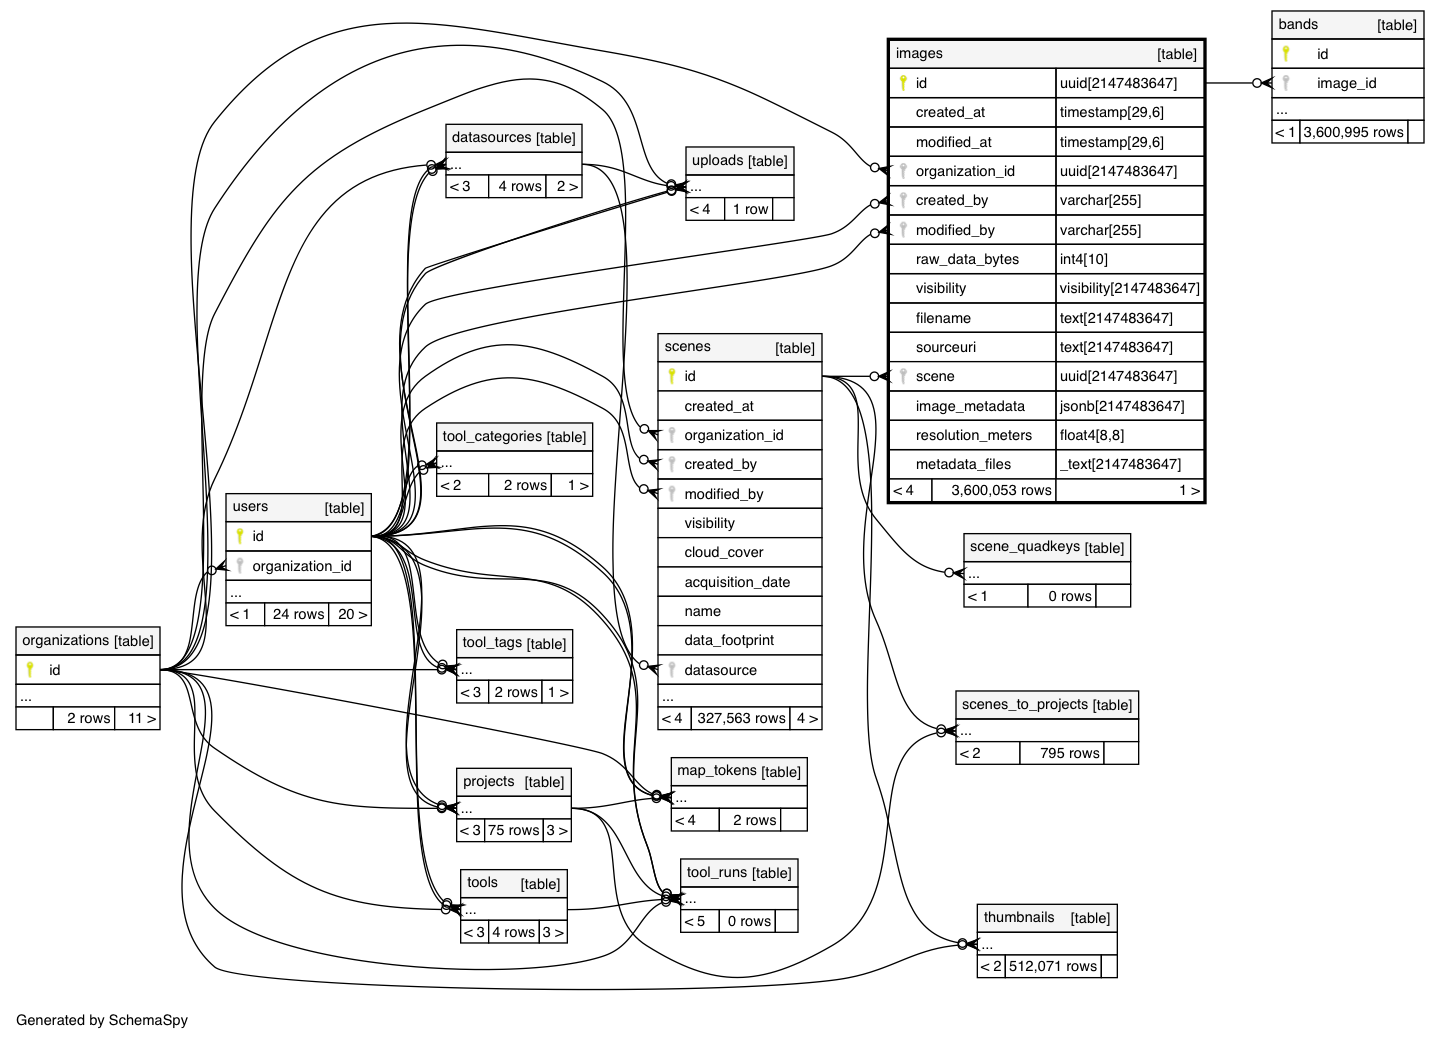 bands [table]
id
image_id
...
< 1 3,600,995 rows
images [table]
id uuid[2147483647]
created_at timestamp[29,6]
modified_at timestamp[29,6]
organization_id uuid[2147483647]
created_by varchar[255]
modified_by varchar[255]
raw_data_bytes int4[10]
visibility visibility[2147483647]
filename text[2147483647]
sourceuri text[2147483647]
scene uuid[2147483647]
image_metadata jsonb[2147483647]
resolution_meters float4[8,8]
metadata_files _text[2147483647]
< 4 3,600,053 rows 1 >
datasources [table]
...
< 3 4 rows 2 >
uploads [table]
...
< 4 1 row
scenes [table]
id
created_at
organization_id
created_by
modified_by
visibility
cloud_cover
acquisition_date
name
data_footprint
datasource
...
< 4 327,563 rows 4 >
tool_categories [table]
...
< 2 2 rows 1 >
users [table]
id
organization_id
...
< 1 24 rows 20 >
scene_quadkeys [table]
...
< 1 0 rows
organizations [table]
id
...
2 rows 11 >
tool_tags [table]
...
< 3 2 rows 1 >
scenes_to_projects [table]
...
< 2 795 rows
projects [table]
...
< 3 75 rows 3 >
map_tokens [table]
...
< 4 2 rows
tools [table]
...
< 3 4 rows 3 >
tool_runs [table]
...
< 5 0 rows
thumbnails [table]
...
< 2 512,071 rows
Generated by SchemaSpy